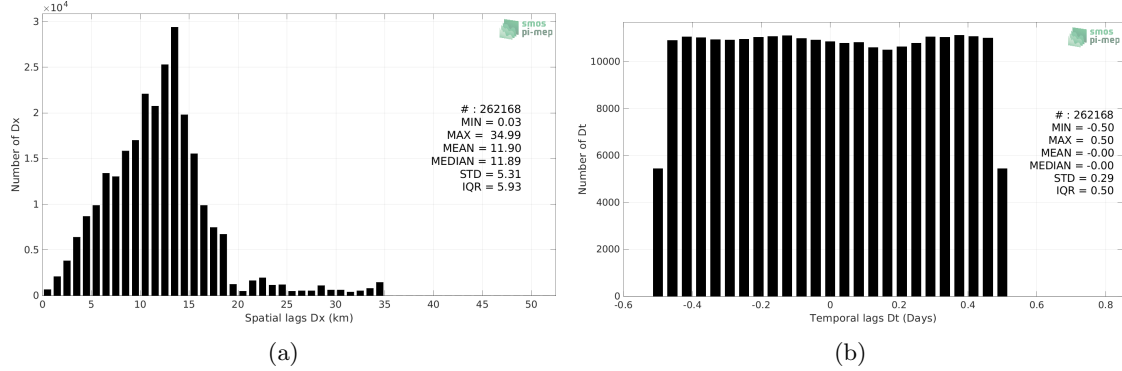 ×10⁴
3
2.5
2
1.5
1
0.5
0
Number of Dx
smos
pi-mep
# : 262168
MIN = 0.03
MAX = 34.99
MEAN = 11.90
MEDIAN = 11.89
STD = 5.31
IQR = 5.93
0 5 10 15 20 25 30 35 40 45 50
Spatial lags Dx (km)
(a)
10000
8000
6000
4000
2000
0
Number of Dt
smos
pi-mep
# : 262168
MIN = -0.50
MAX = 0.50
MEAN = -0.00
MEDIAN = -0.00
STD = 0.29
IQR = 0.50
-0.6 -0.4 -0.2 0 0.2 0.4 0.6 0.8
Temporal lags Dt (Days)
(b)